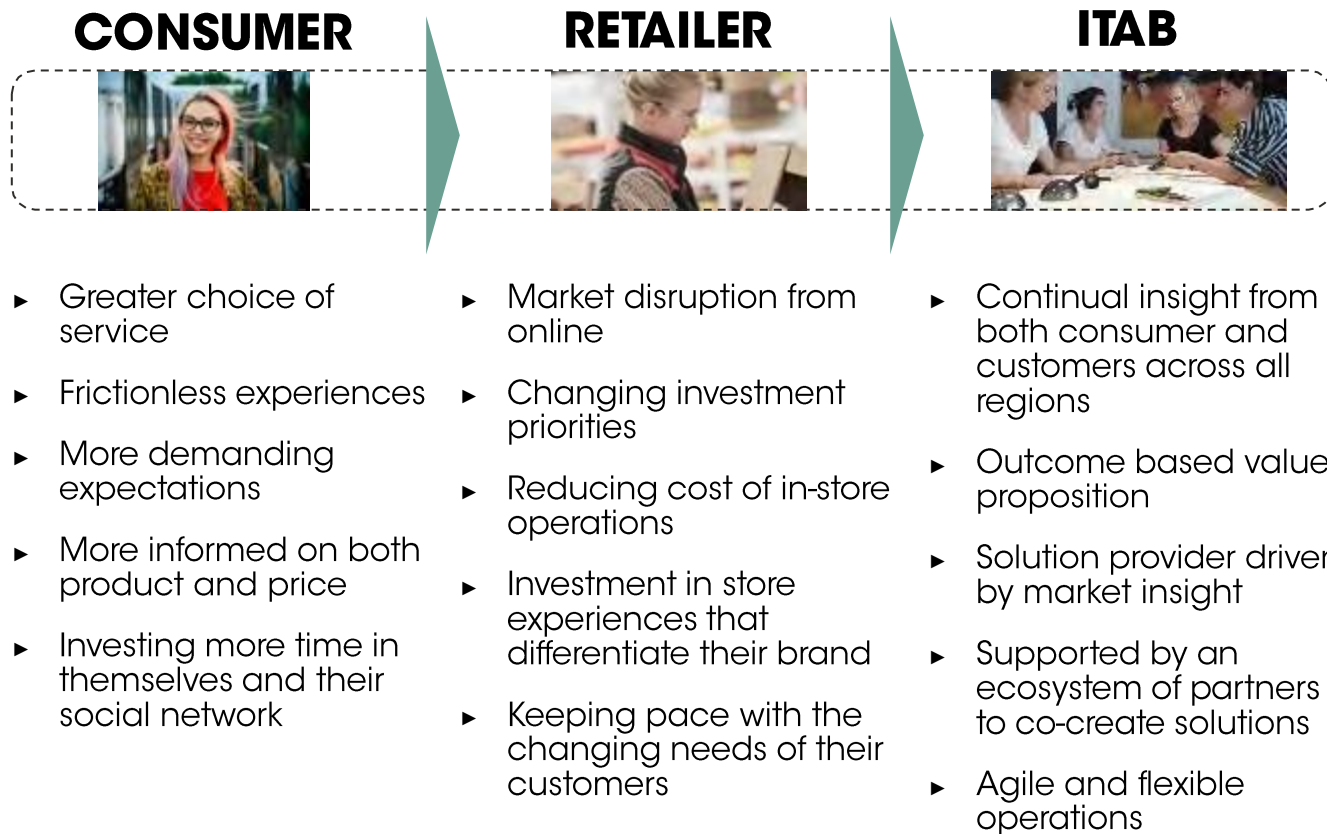 CONSUMER
RETAILER
ITAB
Greater choice of
service
Frictionless experiences
More demanding
expectations
More informed on both
product and price
Investing more time in
themselves and their
social network
Market disruption from
online
Changing investment
priorities
Reducing cost of in-store
operations
Investment in store
experiences that
differentiate their brand
Keeping pace with the
changing needs of their
customers
Continual insight from
both consumer and
customers across all
regions
Outcome based value
proposition
Solution provider driven
by market insight
Supported by an
ecosystem of partners
to co-create solutions
Agile and flexible
operations